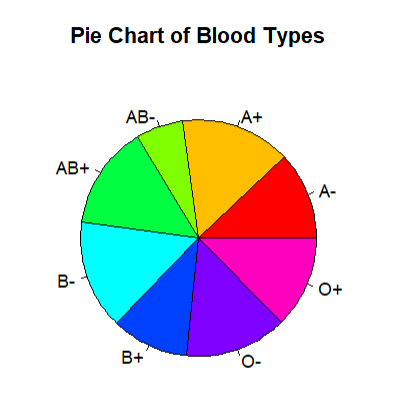 Pie Chart of Blood Types
AB-
A+
AB+
A-
B-
O+
B+
O-